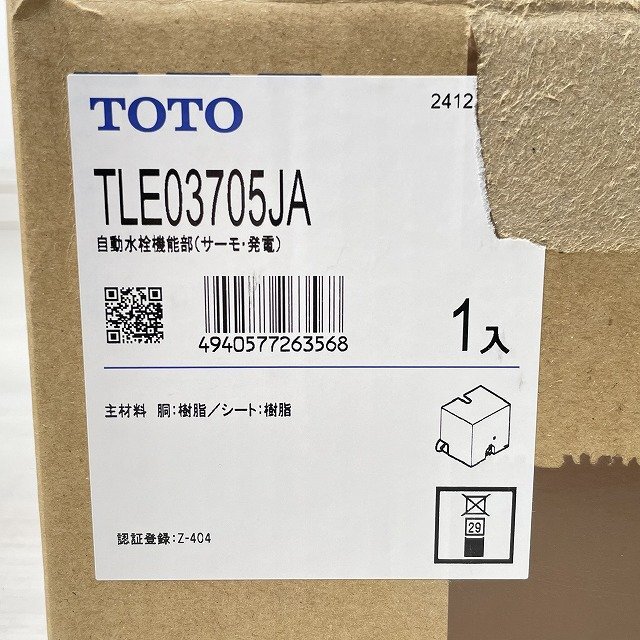 TOTO
2412
TLE03705JA
自動水栓機能部(サーモ・発電)
4940577263568
1入
主材料 胴:樹脂/シート:樹脂
29
認証登録:Z-404